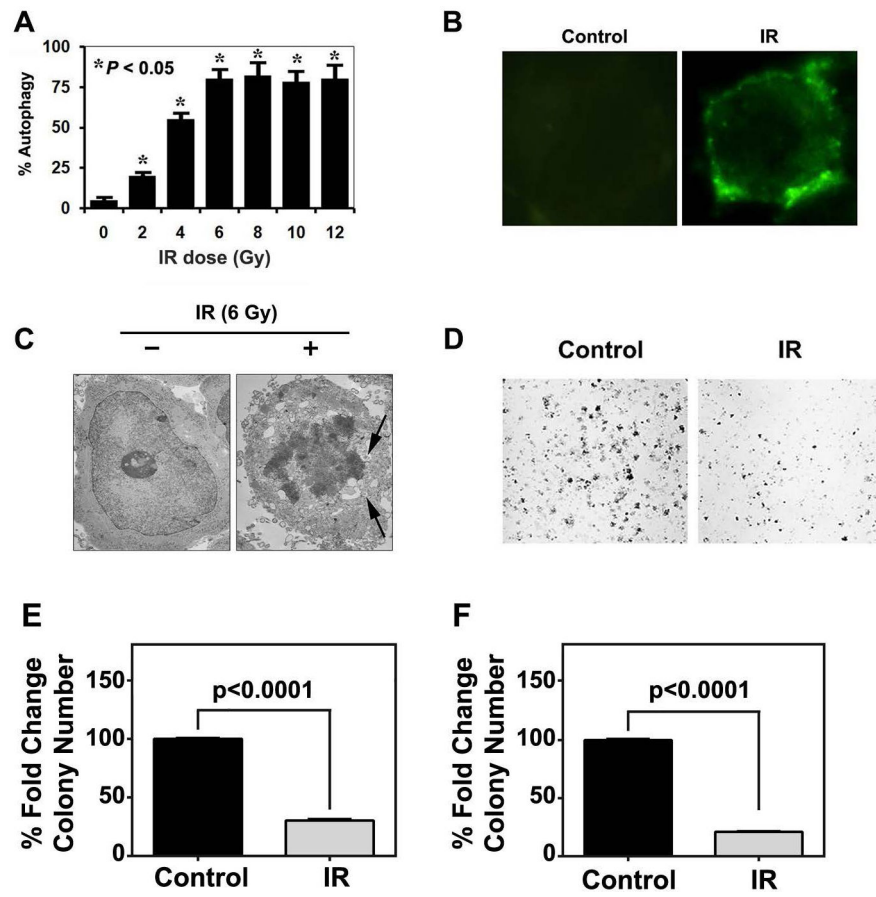 A
% Autophagy
100
75
50
25
0
*P < 0.05
*
*
*
*
*
*
0 2 4 6 8 10 12
IR dose (Gy)
B
Control IR
C
IR (6 Gy)
− +
D
Control IR
E
% Fold Change
Colony Number
150
100
50
0
p<0.0001
Control IR
F
% Fold Change
Colony Number
150
100
50
0
p<0.0001
Control IR